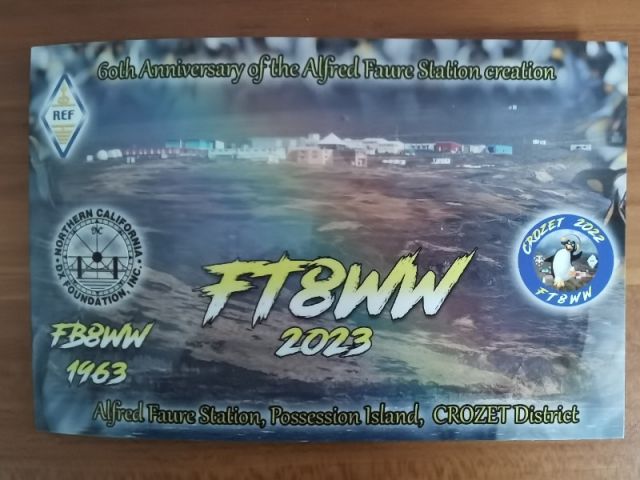 60th Anniversary of the Alfred Faure Station creation
REF
NORTHERN CALIFORNIA
DX FOUNDATION, INC.
CROZET 2022
FT8WW
FT8WW
2023
FB8WW
1963
Alfred Faure Station, Possession Island, CROZET District